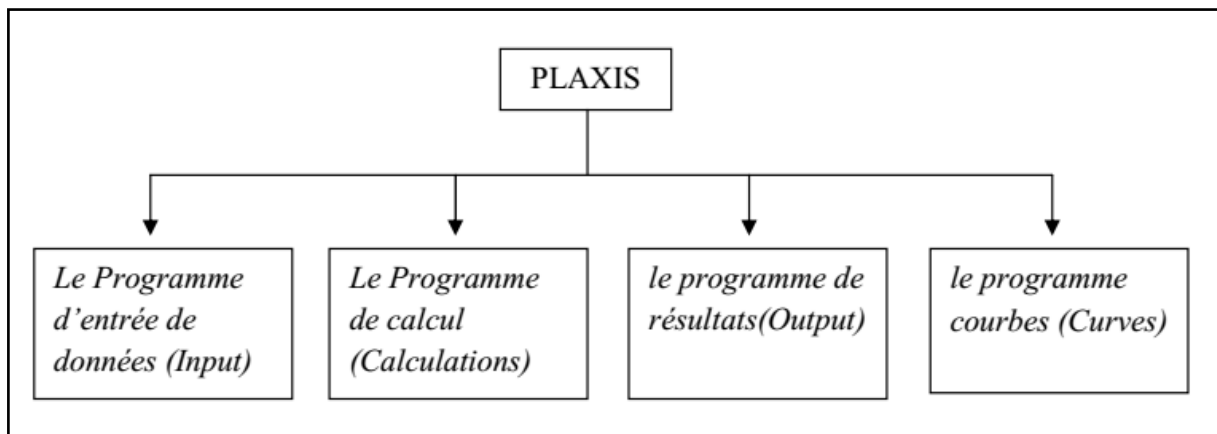 PLAXIS
Le Programme
d’entrée de
données (Input)
Le Programme
de calcul
(Calculations)
le programme de
résultats(Output)
le programme
courbes (Curves)